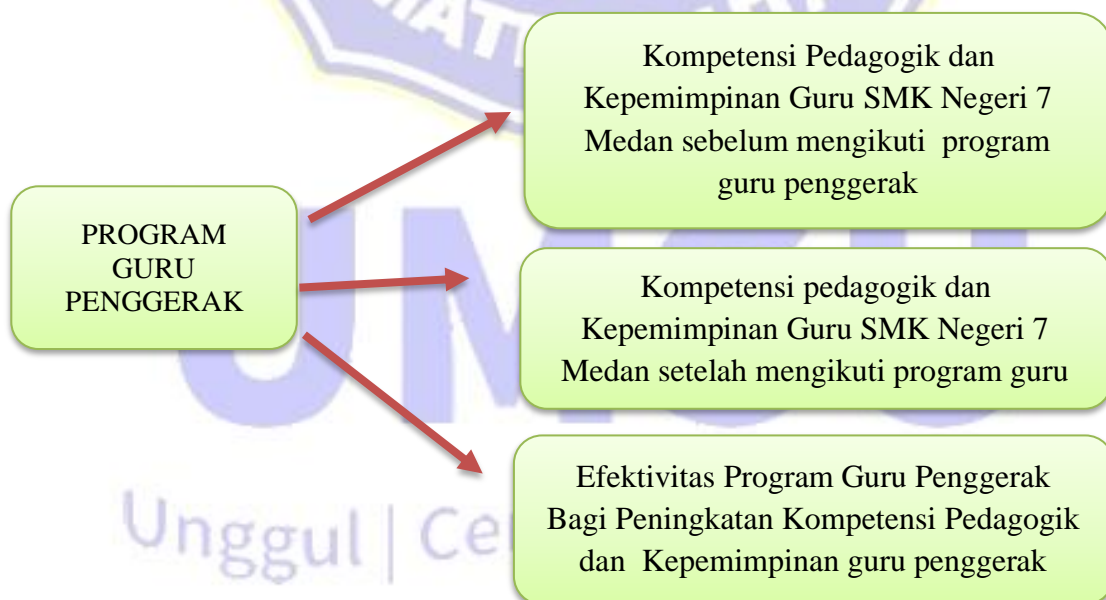 PROGRAM
GURU
PENGGERAK
Kompetensi Pedagogik dan
Kepemimpinan Guru SMK Negeri 7
Medan sebelum mengikuti program
guru penggerak
Kompetensi pedagogik dan
Kepemimpinan Guru SMK Negeri 7
Medan setelah mengikuti program guru
Efektivitas Program Guru Penggerak
Bagi Peningkatan Kompetensi Pedagogik
dan Kepemimpinan guru penggerak
Unggul | Ce